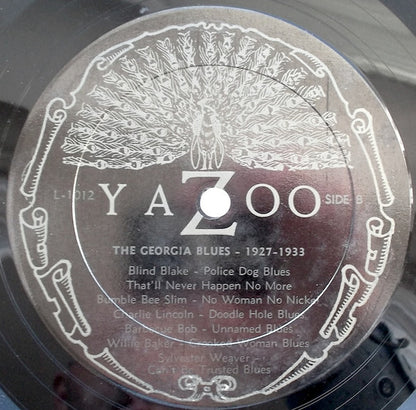 L-1012 YAZOO SIDE B
THE GEORGIA BLUES - 1927-1933
Blind Blake - Police Dog Blues
That'll Never Happen No More
Bumble Bee Slim - No Woman No Nickel
Charlie Lincoln - Doodle Hole Blues
Barbecue Bob - Unnamed Blues
Willie Baker - Crooked Woman Blues
Sylvester Weaver -
Can't Be Trusted Blues